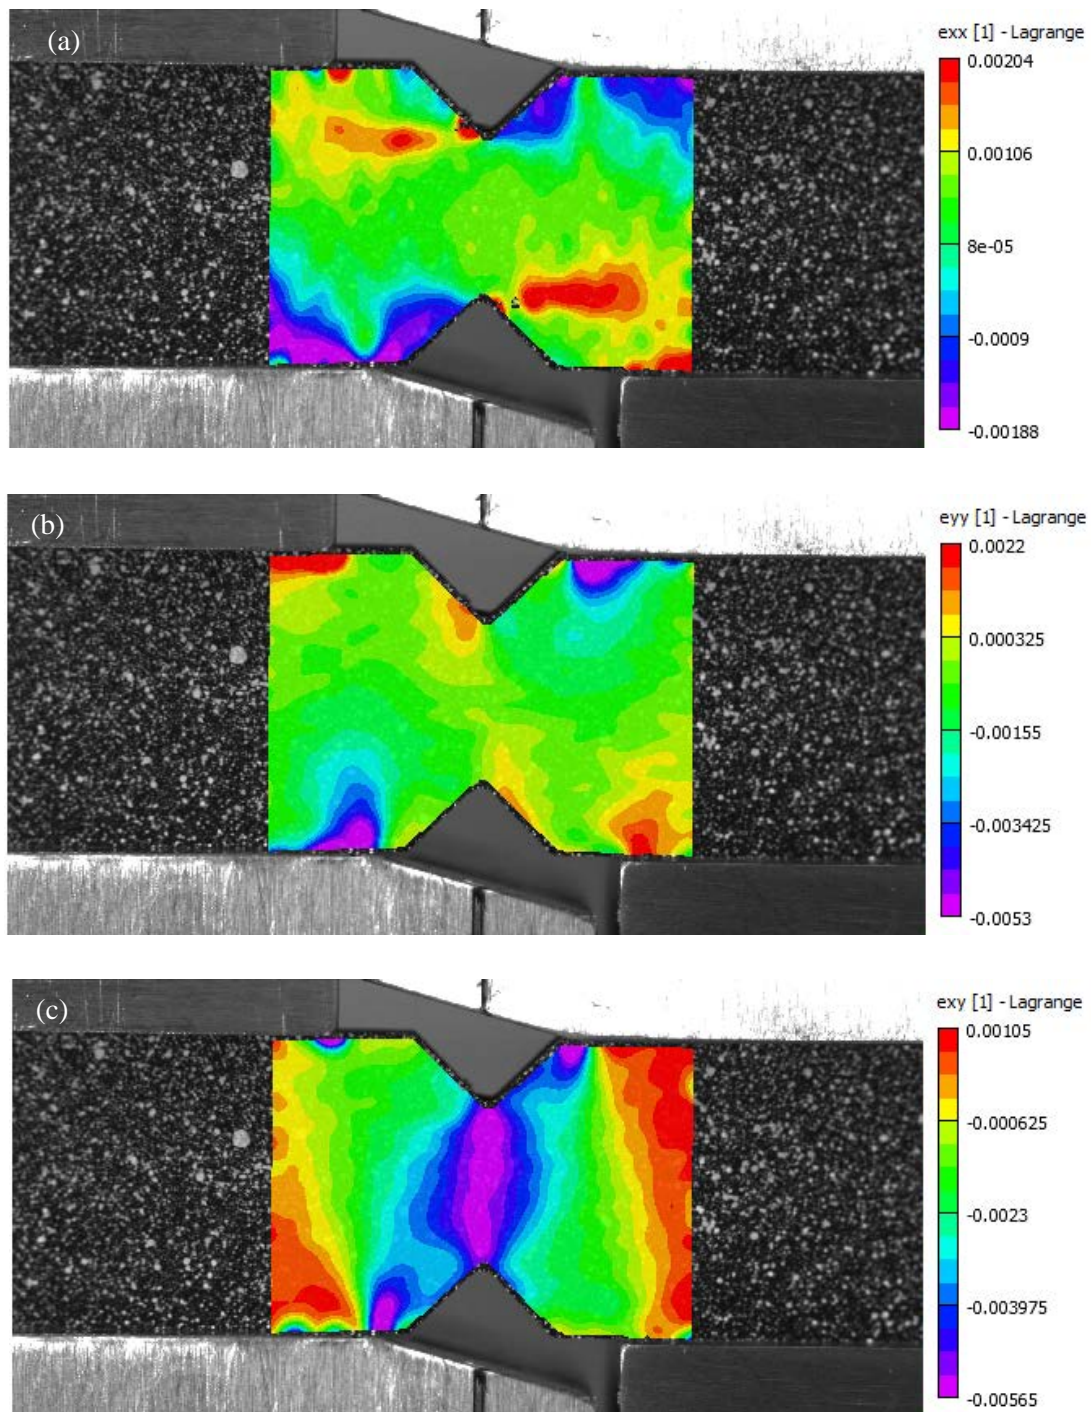 (a)
exx [1] - Lagrange
0.00204
0.00106
8e-05
-0.0009
-0.00188
(b)
eyy [1] - Lagrange
0.0022
0.000325
-0.00155
-0.003425
-0.0053
(c)
exy [1] - Lagrange
0.00105
-0.000625
-0.0023
-0.003975
-0.00565